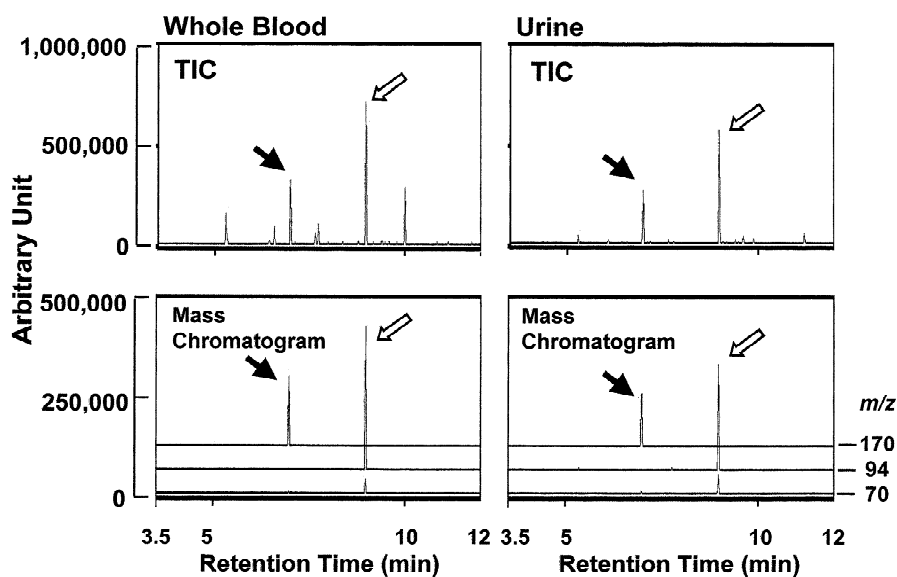 Whole Blood
Urine
1,000,000
500,000
0
TIC
TIC
Arbitrary Unit
500,000
250,000
0
Mass
Chromatogram
Mass
Chromatogram
m/z
170
94
70
3.5 5 10 12
3.5 5 10 12
Retention Time (min)
Retention Time (min)